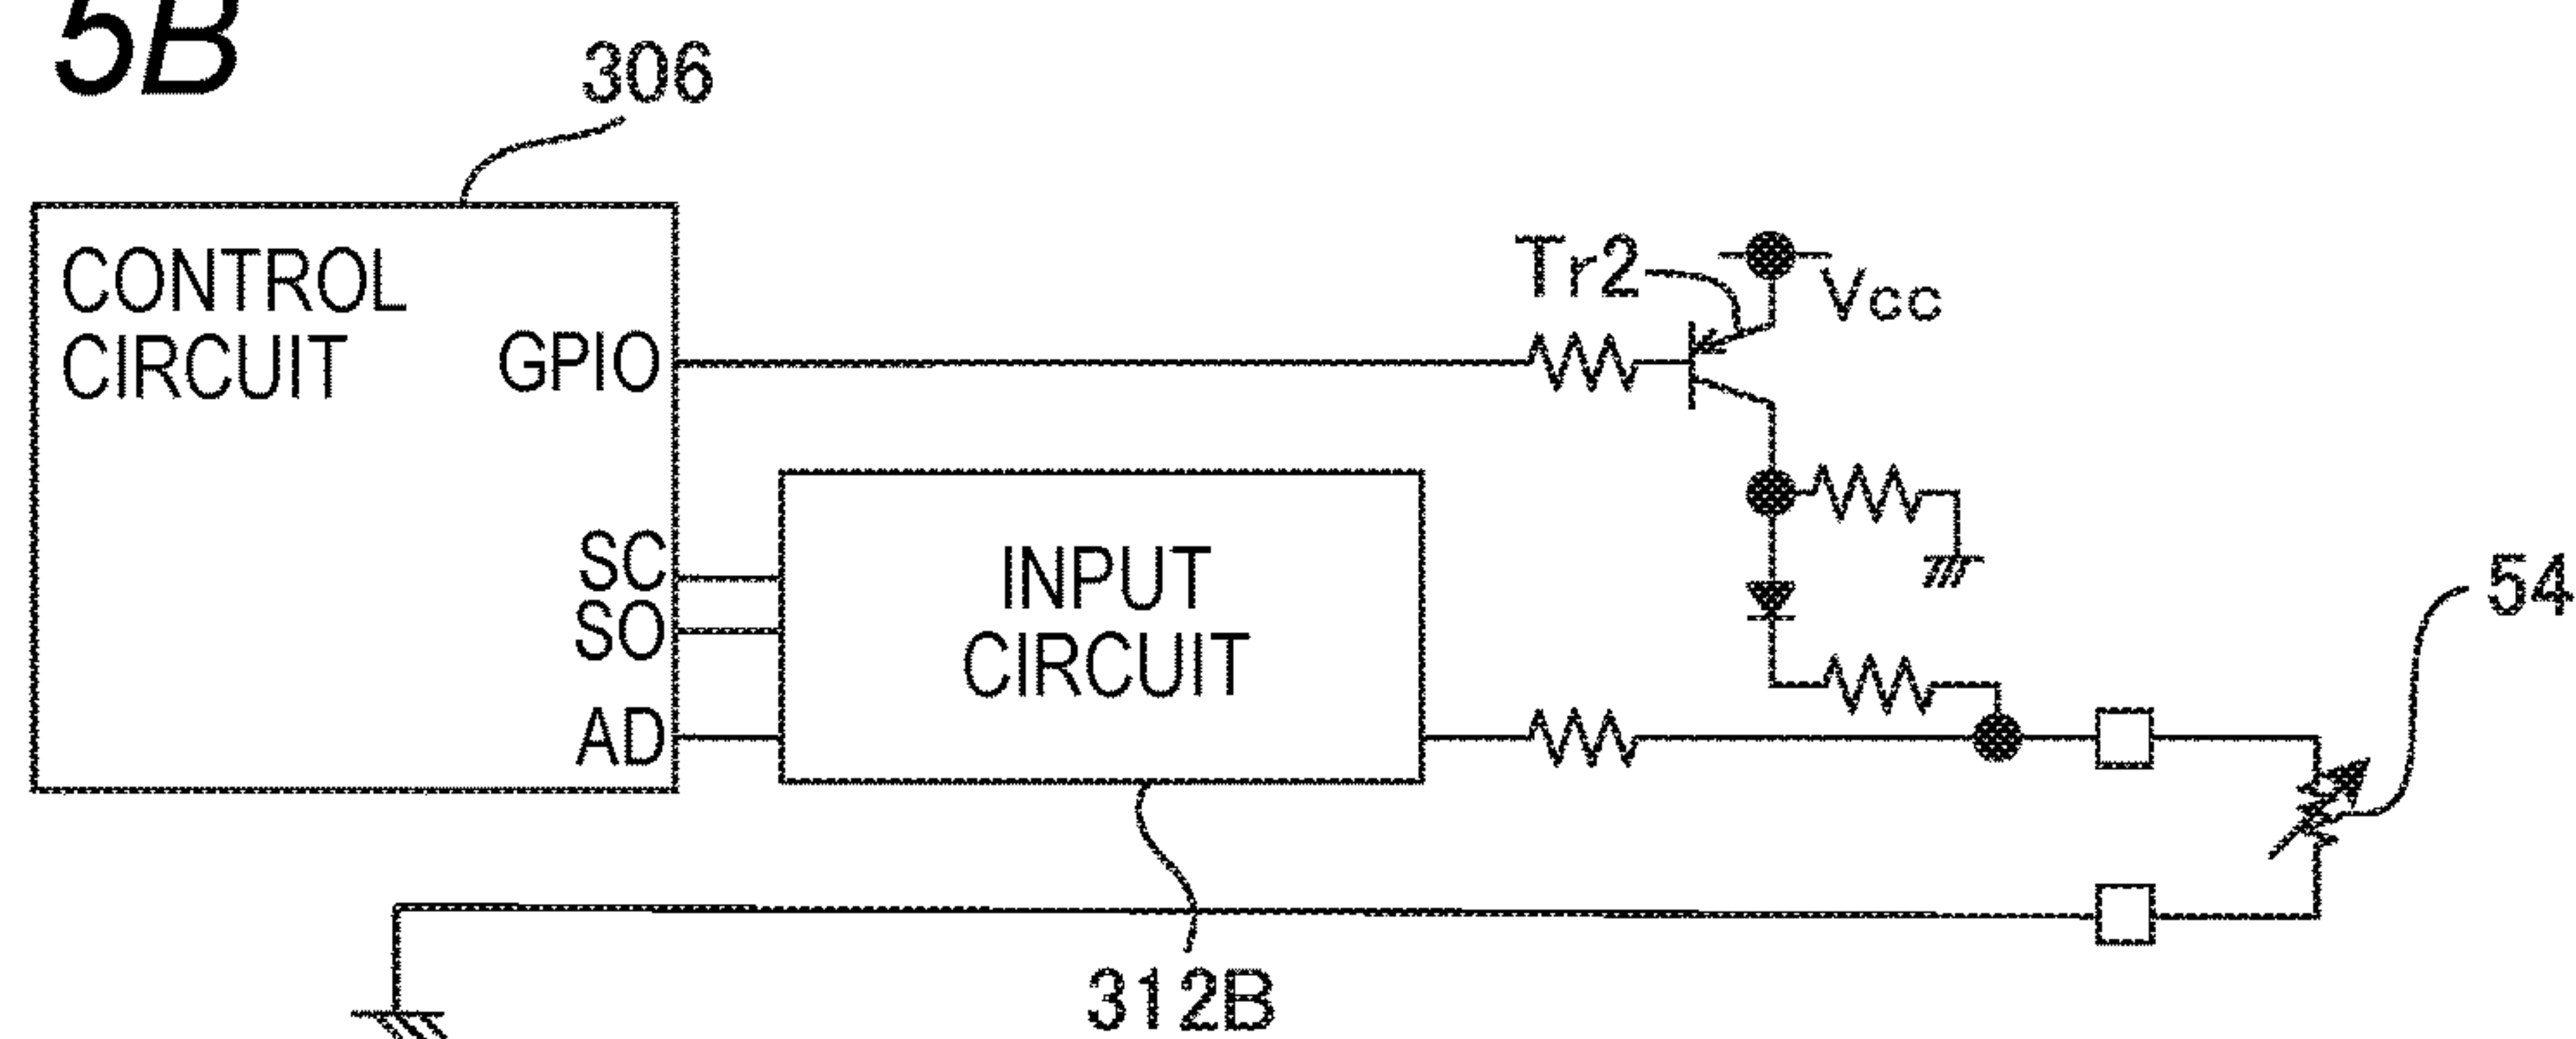 5B
306
CONTROL
CIRCUIT
GPIO
Tr2
Vcc
SC
SO
AD
INPUT
CIRCUIT
54
312B